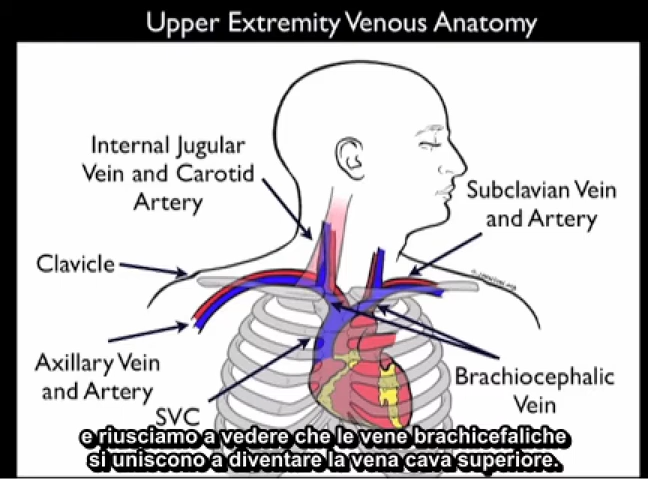 Upper Extremity Venous Anatomy
Internal Jugular
Vein and Carotid
Artery
Subclavian Vein
and Artery
Clavicle
Axillary Vein
and Artery
SVC
Brachiocephalic
Vein
e riusciamo a vedere che le vene brachicefaliche
si uniscono a diventare la vena cava superiore.